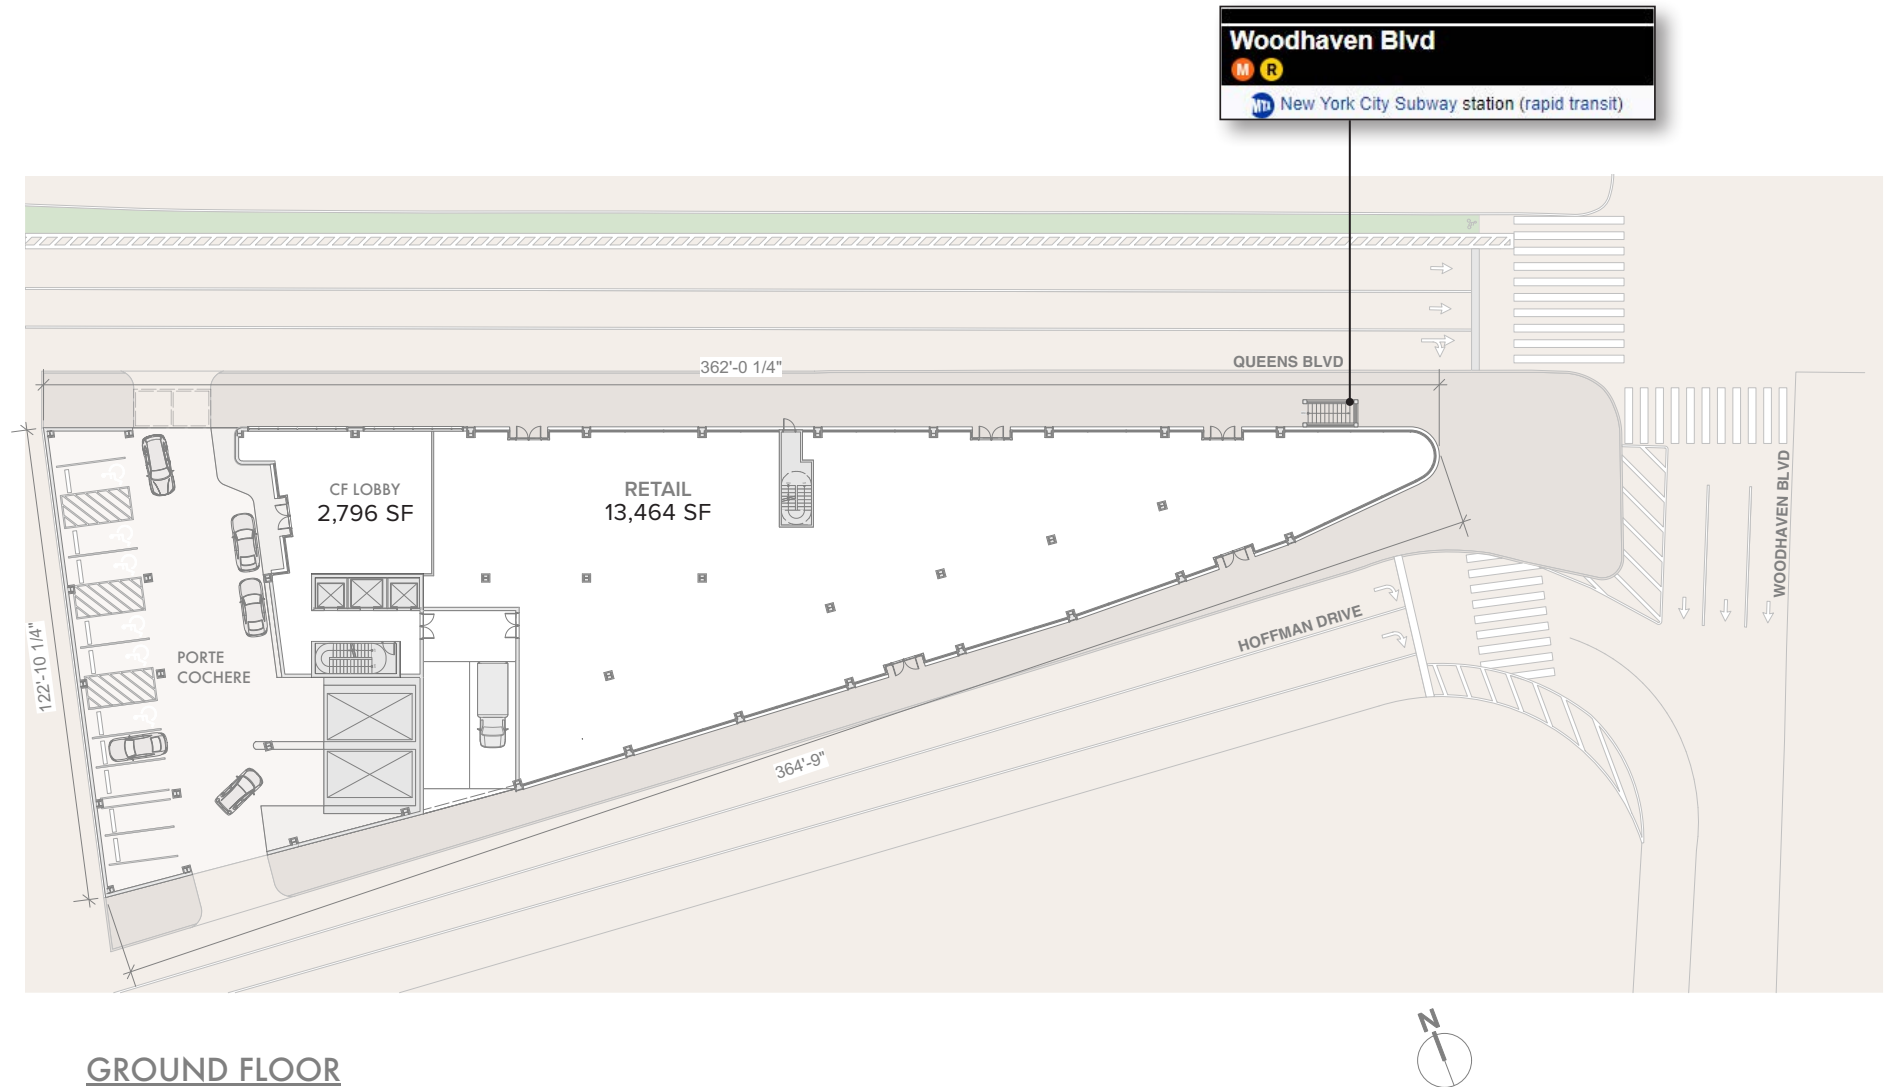 Woodhaven Blvd
M R
MTA New York City Subway station (rapid transit)
362'-0 1/4"
QUEENS BLVD
CF LOBBY
2,796 SF
RETAIL
13,464 SF
WOODHAVEN BLVD
HOFFMAN DRIVE
122'-10 1/4"
PORTE
COCHERE
364'-9"
N
GROUND FLOOR